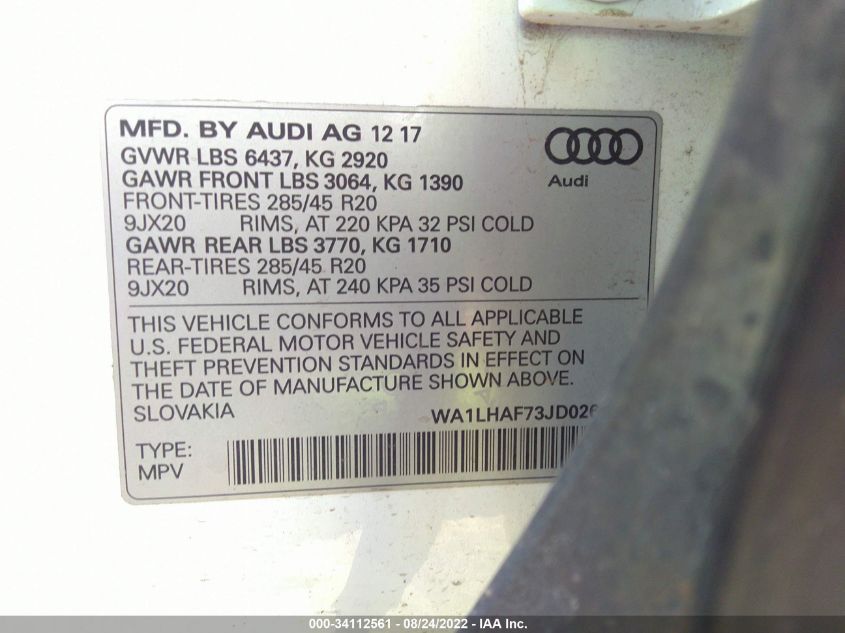 MFD. BY AUDI AG 12 17
GVWR LBS 6437, KG 2920
GAWR FRONT LBS 3064, KG 1390
FRONT-TIRES 285/45 R20
9JX20 RIMS, AT 220 KPA 32 PSI COLD
GAWR REAR LBS 3770, KG 1710
REAR-TIRES 285/45 R20
9JX20 RIMS, AT 240 KPA 35 PSI COLD
Audi
THIS VEHICLE CONFORMS TO ALL APPLICABLE
U.S. FEDERAL MOTOR VEHICLE SAFETY AND
THEFT PREVENTION STANDARDS IN EFFECT ON
THE DATE OF MANUFACTURE SHOWN ABOVE.
SLOVAKIA WA1LHAF73JD026
TYPE:
MPV
000-34112561 - 08/24/2022 - IAA Inc.